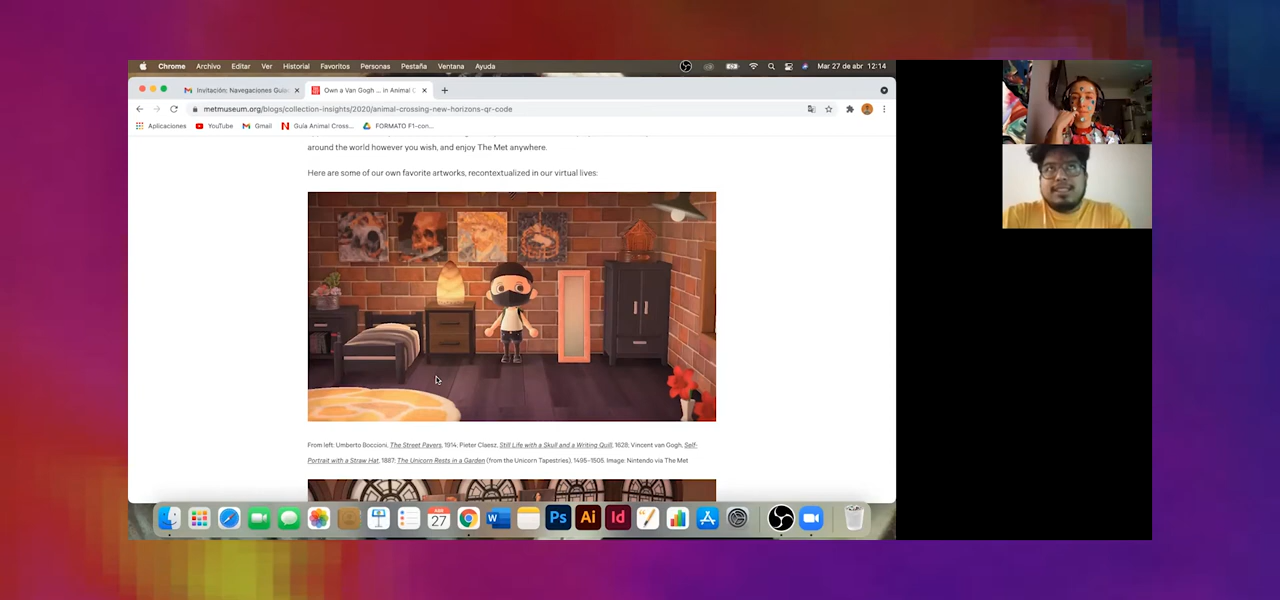 Chrome Archivo Editar Ver Historial Favoritos Personas Pestaña Ventana Ayuda Mar 27 de abr 12:14
Invitación: Navegaciones Guia Own a Van Gogh ... in Animal C
metmuseum.org/blogs/collection-insights/2020/animal-crossing-new-horizons-qr-code
Aplicaciones YouTube Gmail Guía Animal Cross... FORMATO F1-con...
around the world however you wish, and enjoy The Met anywhere.
Here are some of our own favorite artworks, recontextualized in our virtual lives:
From left: Umberto Boccioni, The Street Pavers, 1914; Pieter Claesz, Still Life with a Skull and a Writing Quill, 1628; Vincent van Gogh, Self-
Portrait with a Straw Hat, 1887; The Unicorn Rests in a Garden (from the Unicorn Tapestries), 1495–1505. Image: Nintendo via The Met
ABR
27 W Ps Ai Id